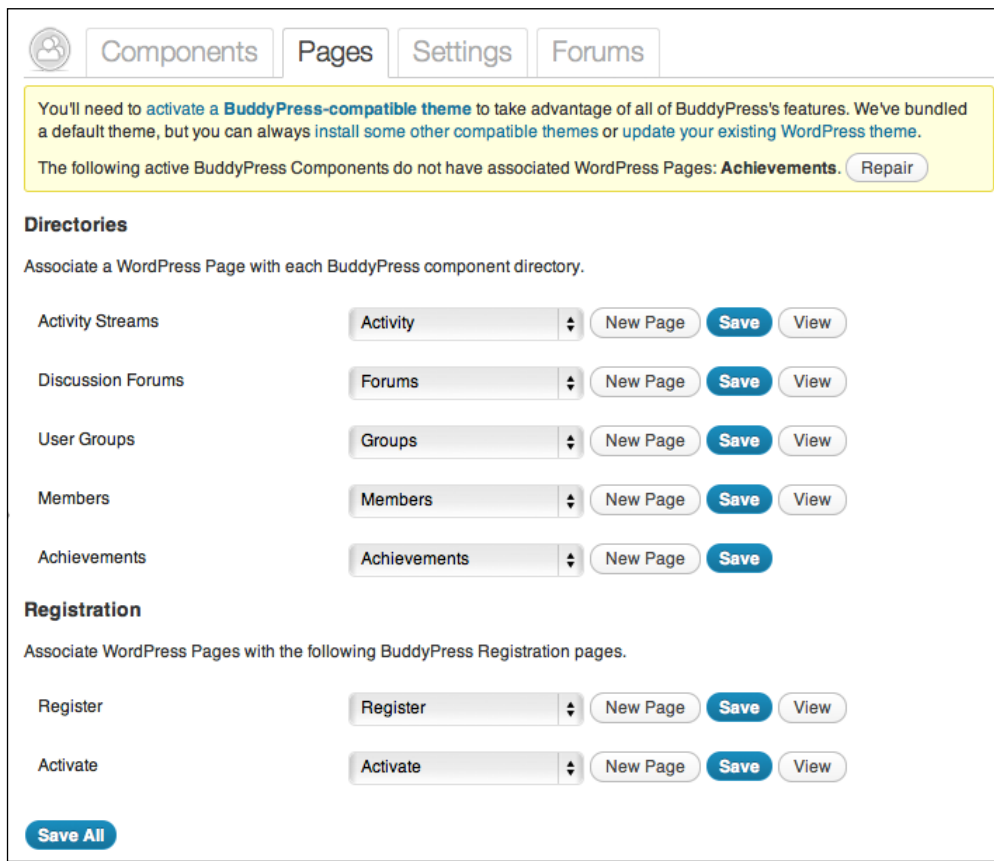 Components Pages Settings Forums
You'll need to activate a BuddyPress-compatible theme to take advantage of all of BuddyPress's features. We've bundled
a default theme, but you can always install some other compatible themes or update your existing WordPress theme.
The following active BuddyPress Components do not have associated WordPress Pages: Achievements. Repair
Directories
Associate a WordPress Page with each BuddyPress component directory.
Activity Streams Activity New Page Save View
Discussion Forums Forums New Page Save View
User Groups Groups New Page Save View
Members Members New Page Save View
Achievements Achievements New Page Save
Registration
Associate WordPress Pages with the following BuddyPress Registration pages.
Register Register New Page Save View
Activate Activate New Page Save View
Save All